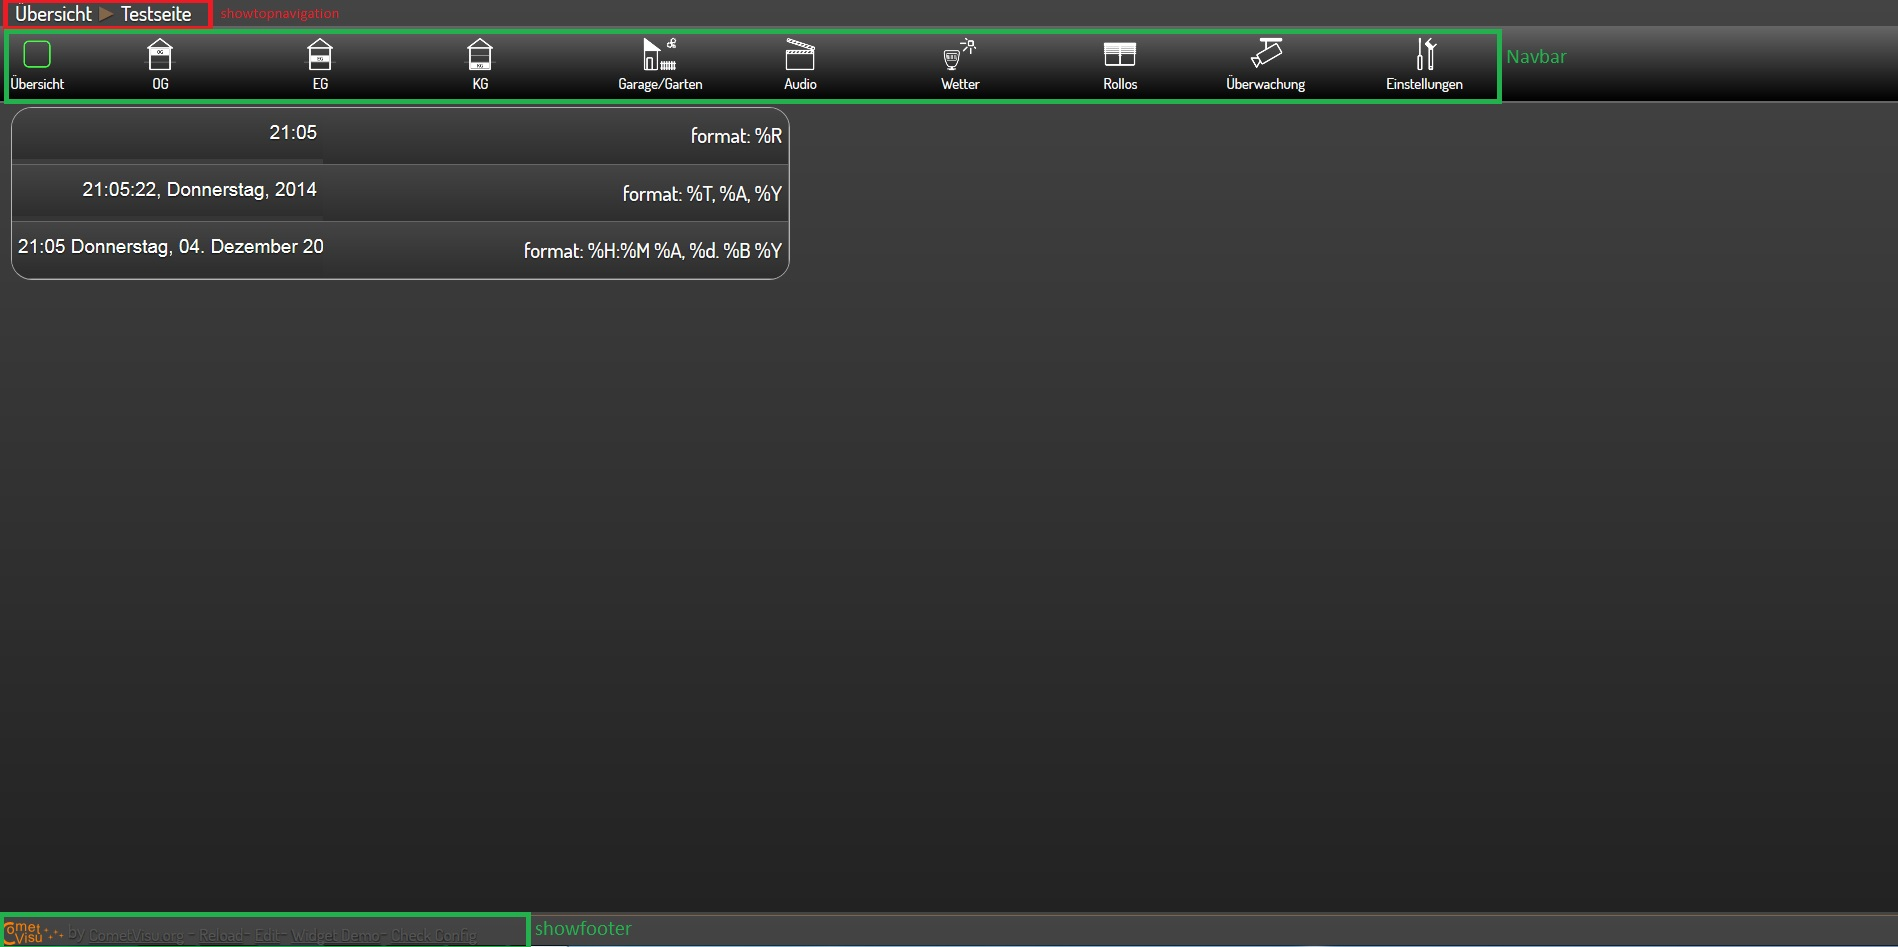 Übersicht ▶ Testseite showtopnavigation
Navbar
Übersicht OG EG KG Garage/Garten Audio Wetter Rollos Überwachung Einstellungen
21:05 format: %R
21:05:22, Donnerstag, 2014 format: %T, %A, %Y
21:05 Donnerstag, 04. Dezember 20 format: %H:%M %A, %d. %B %Y
Comet Visu by CometVisu.org - Reload- Edit- Widget Demo- Check Config showfooter